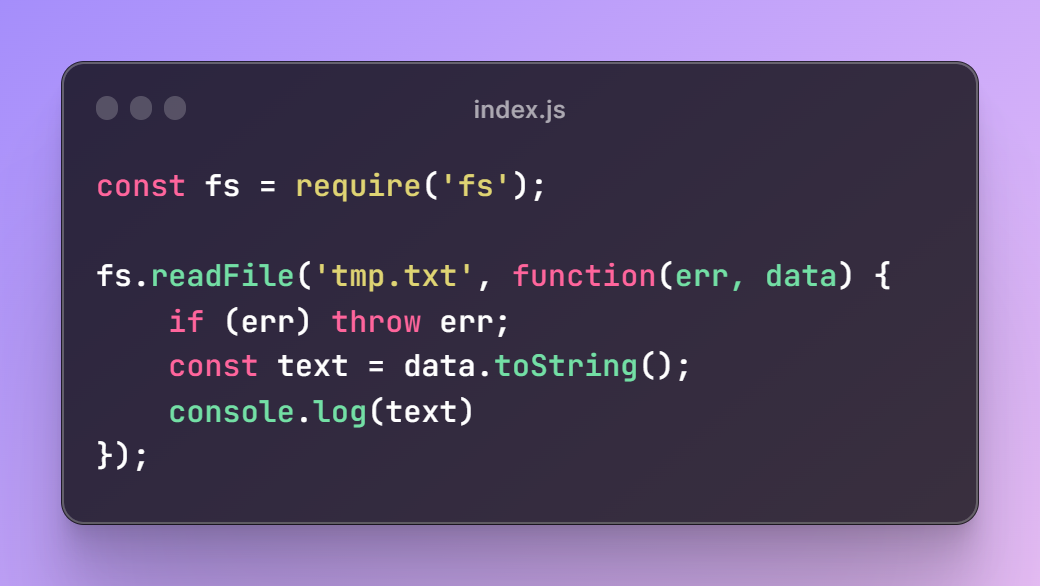 index.js
const fs = require('fs');
fs.readFile('tmp.txt', function(err, data) {
    if (err) throw err;
    const text = data.toString();
    console.log(text)
});